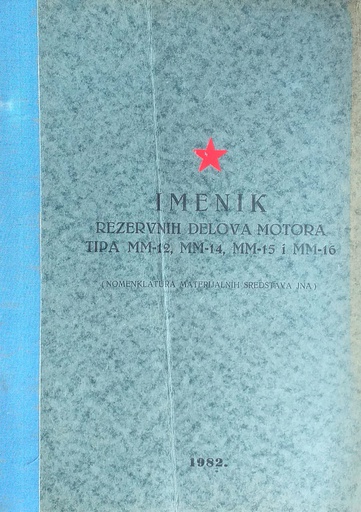 IMENIK
REZERVNIH DELOVA MOTORA
TIPA MM-12, MM-14, MM-15 i MM-16
(NOMENKLATURA MATERIJALNIH SREDSTAVA JNA)
1982.